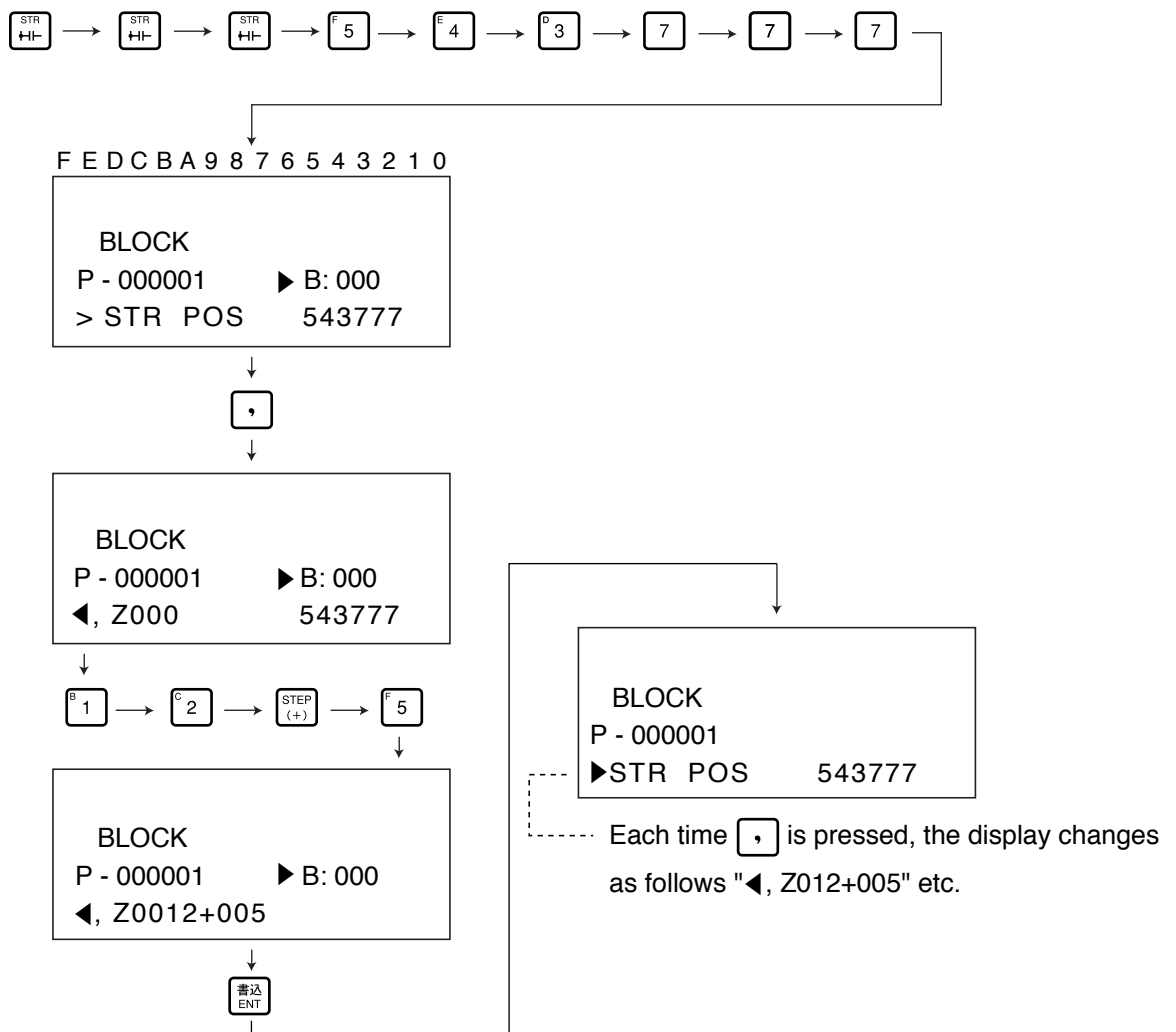 STR STR STR F 5 E 4 D 3 7 7 7
F E D C B A 9 8 7 6 5 4 3 2 1 0
BLOCK
P - 000001 ▶ B: 000
> STR POS 543777
,
BLOCK
P - 000001 ▶ B: 000
◀, Z000 543777
B 1 C 2 STEP (+) F 5
BLOCK
P - 000001 ▶ B: 000
◀, Z0012+005
書込
ENT
BLOCK
P - 000001
▶STR POS 543777
Each time , is pressed, the display changes
as follows "◀, Z012+005" etc.